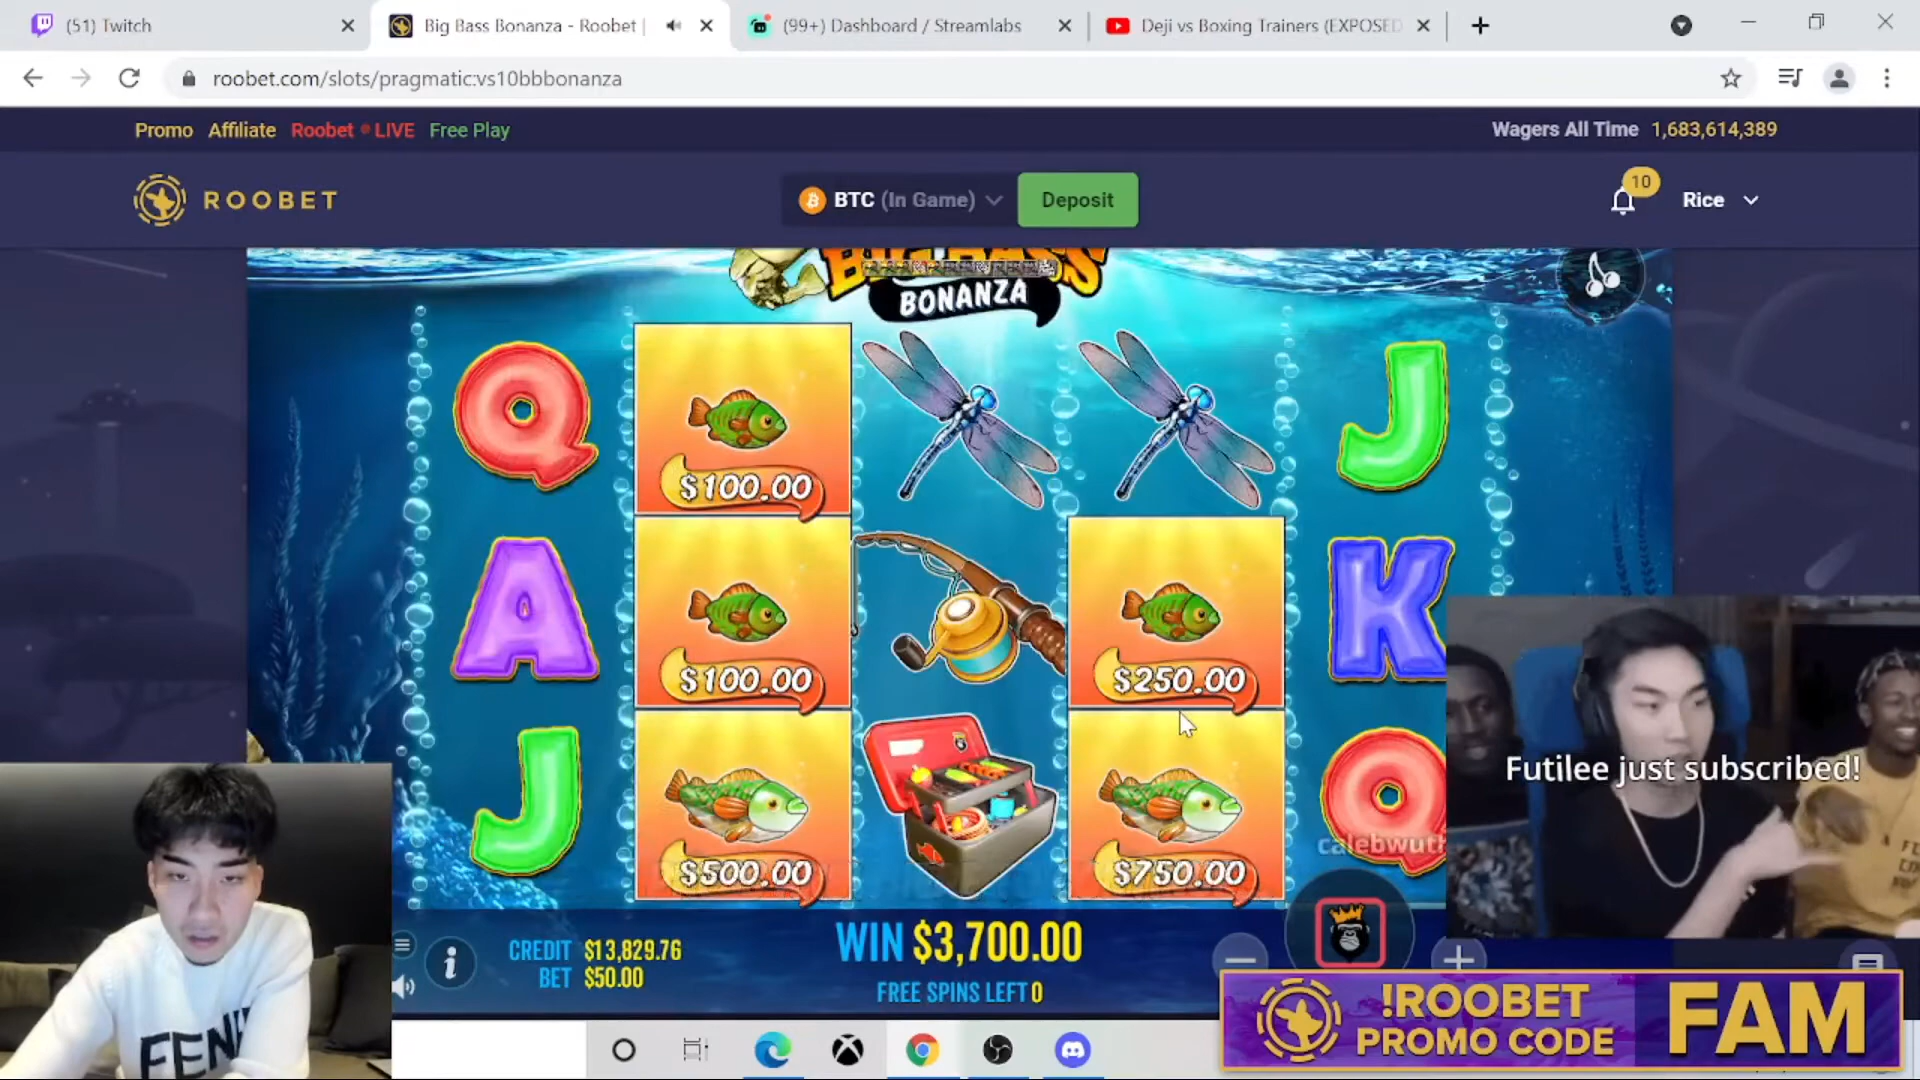 (51) Twitch
Big Bass Bonanza - Roobet |
(99+) Dashboard / Streamlabs
Deji vs Boxing Trainers (EXPOSED
roobet.com/slots/pragmatic:vs10bbbonanza
Promo Affiliate Roobet LIVE Free Play
Wagers All Time 1,683,614,389
ROOBET
BTC (In Game)
Deposit
10
Rice
BIG BASS
BONANZA
Q
$100.00
J
A
$100.00
$250.00
K
J
$500.00
$750.00
Q
Futilee just subscribed!
CREDIT $13,829.76
BET $50.00
WIN $3,700.00
FREE SPINS LEFT 0
!ROOBET
PROMO CODE
FAM